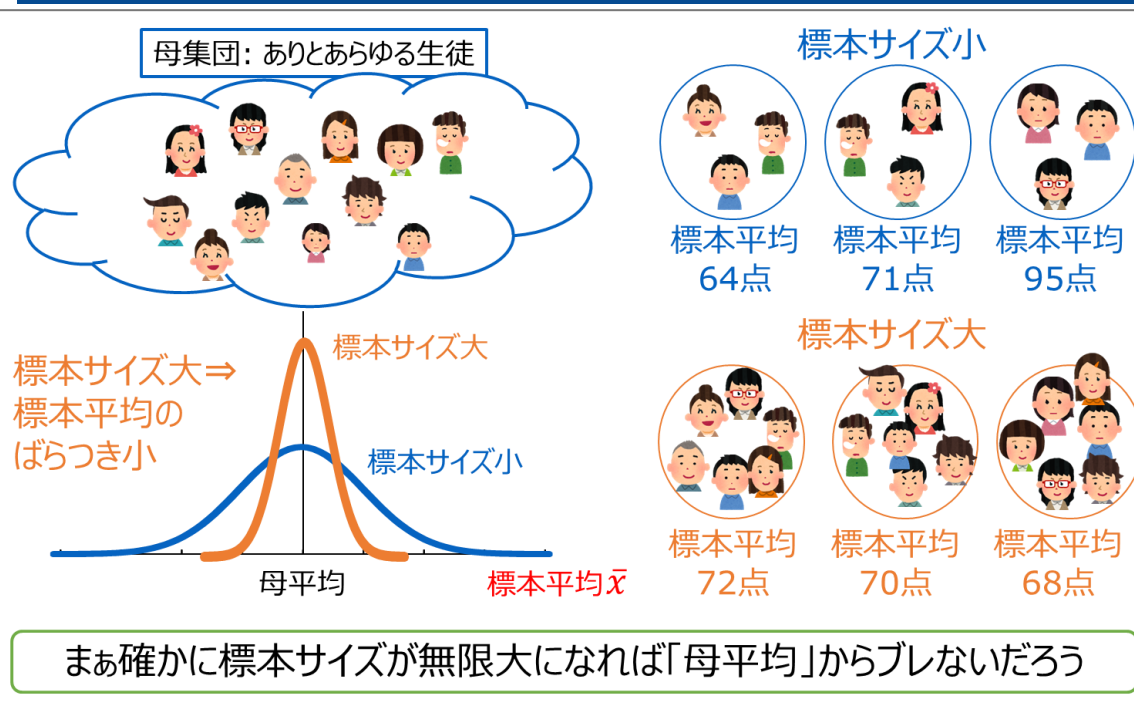 母集団: ありとあらゆる生徒
標本サイズ小
標本平均
64点
標本平均
71点
標本平均
95点
標本サイズ大⇒
標本平均の
ばらつき小
標本サイズ大
標本サイズ小
母平均
標本平均x̄
標本サイズ大
標本平均
72点
標本平均
70点
標本平均
68点
まぁ確かに標本サイズが無限大になれば「母平均」からブレないだろう